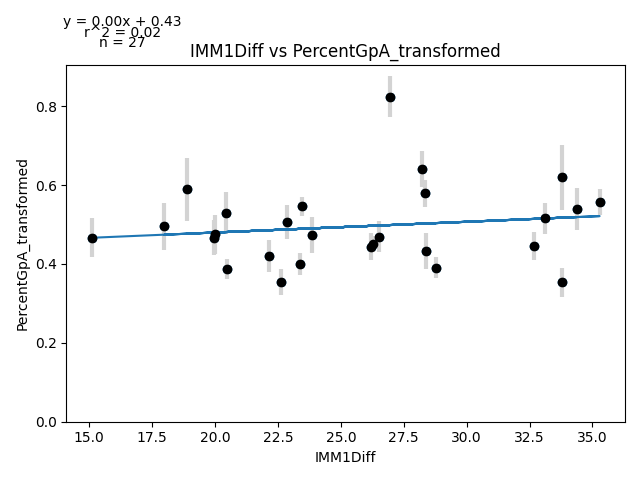 y = 0.00x + 0.43
r^2 = 0.02
n = 27
IMM1Diff vs PercentGpA_transformed
PercentGpA_transformed
0.8
0.6
0.4
0.2
0.0
15.0 17.5 20.0 22.5 25.0 27.5 30.0 32.5 35.0
IMM1Diff